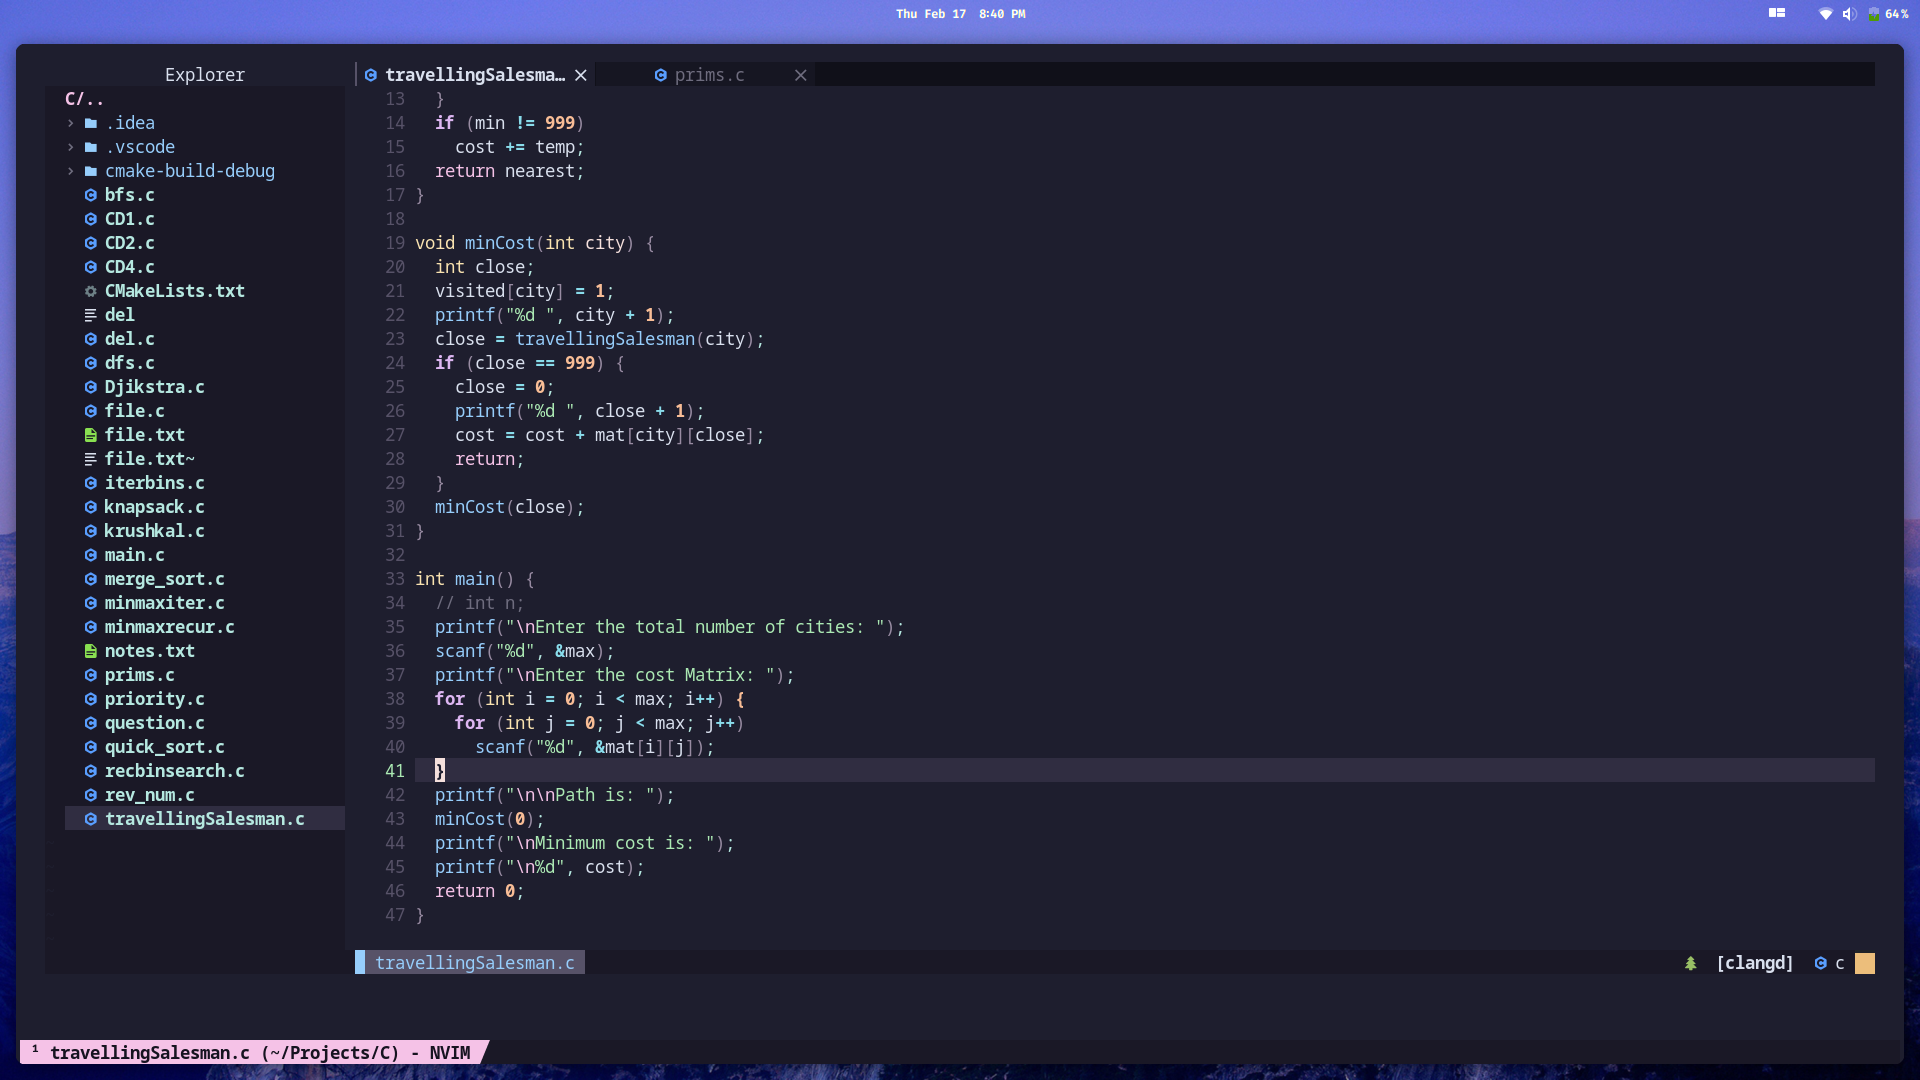 Thu Feb 17 8:40 PM
64%
Explorer
travellingSalesma…
prims.c
C/..
.idea
.vscode
cmake-build-debug
bfs.c
CD1.c
CD2.c
CD4.c
CMakeLists.txt
del
del.c
dfs.c
Djikstra.c
file.c
file.txt
file.txt~
iterbins.c
knapsack.c
krushkal.c
main.c
merge_sort.c
minmaxiter.c
minmaxrecur.c
notes.txt
prims.c
priority.c
question.c
quick_sort.c
recbinsearch.c
rev_num.c
travellingSalesman.c
13   }
14   if (min != 999)
15     cost += temp;
16   return nearest;
17 }
18
19 void minCost(int city) {
20   int close;
21   visited[city] = 1;
22   printf("%d ", city + 1);
23   close = travellingSalesman(city);
24   if (close == 999) {
25     close = 0;
26     printf("%d ", close + 1);
27     cost = cost + mat[city][close];
28     return;
29   }
30   minCost(close);
31 }
32
33 int main() {
34   // int n;
35   printf("\nEnter the total number of cities: ");
36   scanf("%d", &max);
37   printf("\nEnter the cost Matrix: ");
38   for (int i = 0; i < max; i++) {
39     for (int j = 0; j < max; j++)
40       scanf("%d", &mat[i][j]);
41   }
42   printf("\n\nPath is: ");
43   minCost(0);
44   printf("\nMinimum cost is: ");
45   printf("\n%d", cost);
46   return 0;
47 }
travellingSalesman.c
[clangd]
c
1 travellingSalesman.c (~/Projects/C) - NVIM